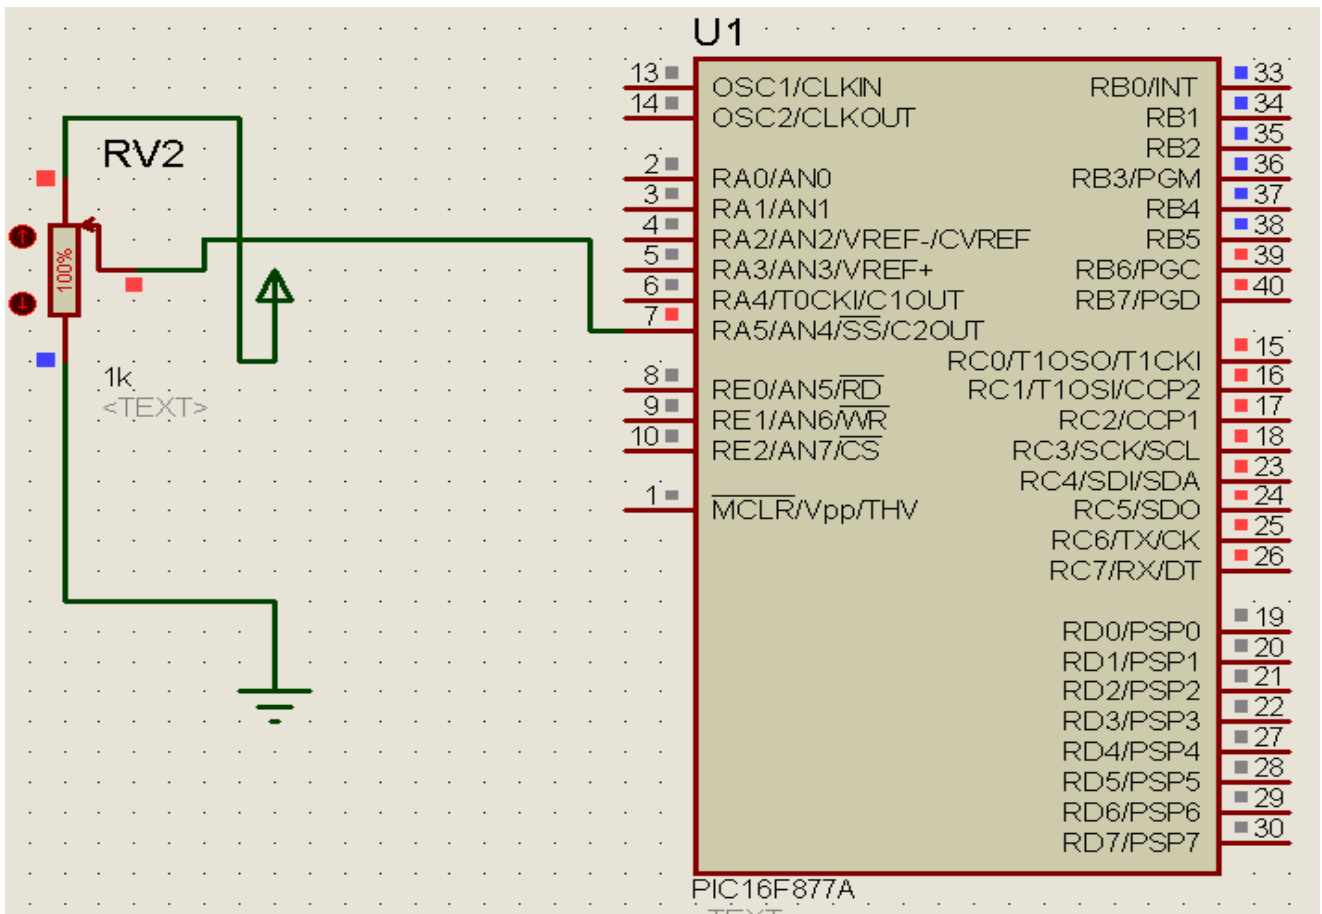 U1
RV2
100%
1k
<TEXT>
13 OSC1/CLKIN
14 OSC2/CLKOUT
2 RA0/AN0
3 RA1/AN1
4 RA2/AN2/VREF-/CVREF
5 RA3/AN3/VREF+
6 RA4/T0CKI/C1OUT
7 RA5/AN4/SS/C2OUT
8 RE0/AN5/RD
9 RE1/AN6/WR
10 RE2/AN7/CS
1 MCLR/Vpp/THV
RB0/INT 33
RB1 34
RB2 35
RB3/PGM 36
RB4 37
RB5 38
RB6/PGC 39
RB7/PGD 40
RC0/T1OSO/T1CKI 15
RC1/T1OSI/CCP2 16
RC2/CCP1 17
RC3/SCK/SCL 18
RC4/SDI/SDA 23
RC5/SDO 24
RC6/TX/CK 25
RC7/RX/DT 26
RD0/PSP0 19
RD1/PSP1 20
RD2/PSP2 21
RD3/PSP3 22
RD4/PSP4 27
RD5/PSP5 28
RD6/PSP6 29
RD7/PSP7 30
PIC16F877A